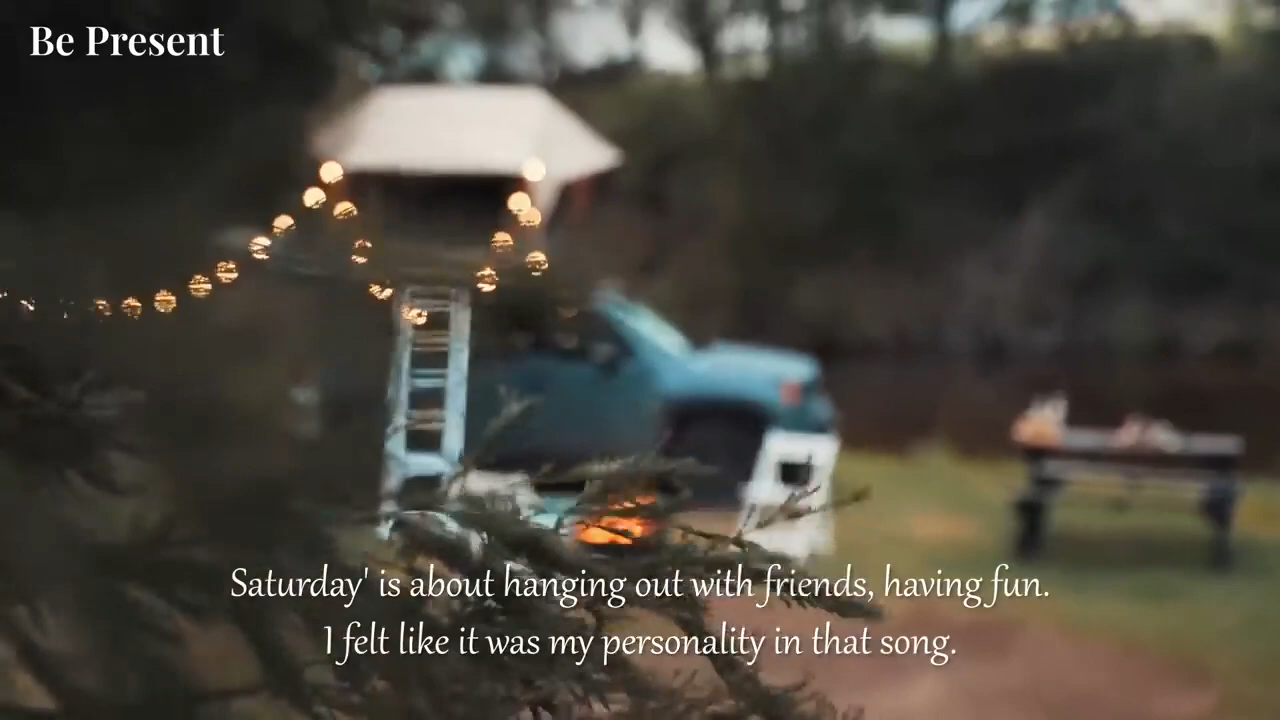 Be Present
Saturday' is about hanging out with friends, having fun.
I felt like it was my personality in that song.